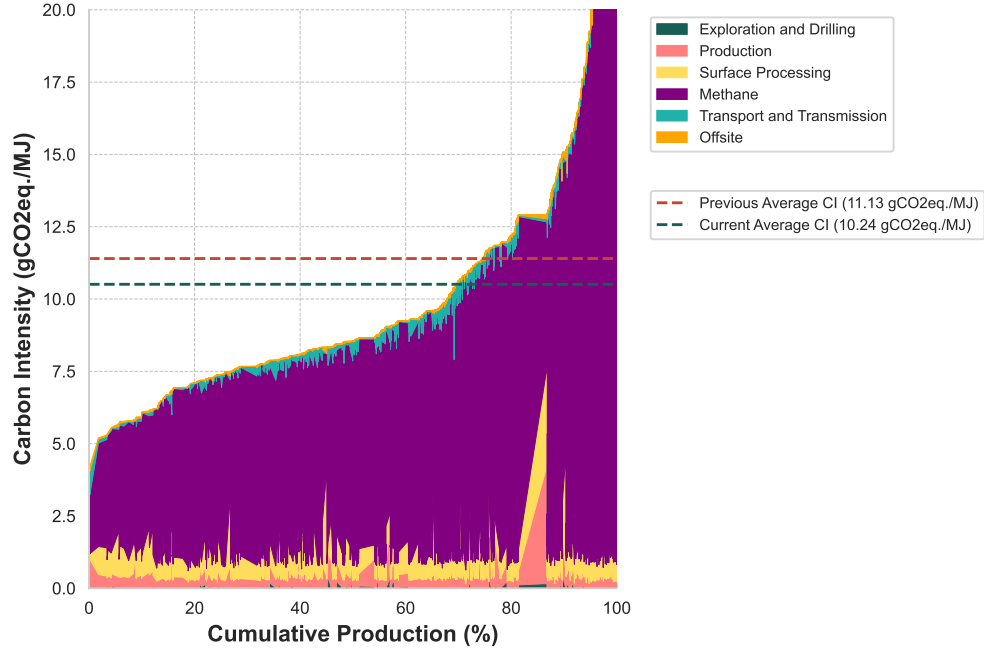 20.0
17.5
15.0
12.5
10.0
7.5
5.0
2.5
0.0
Carbon Intensity (gCO2eq./MJ)
0 20 40 60 80 100
Cumulative Production (%)
Exploration and Drilling
Production
Surface Processing
Methane
Transport and Transmission
Offsite
Previous Average CI (11.13 gCO2eq./MJ)
Current Average CI (10.24 gCO2eq./MJ)